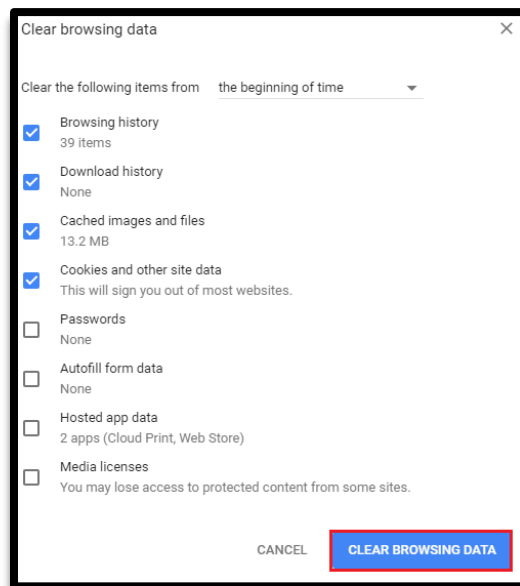 Clear browsing data
Clear the following items from the beginning of time
Browsing history
39 items
Download history
None
Cached images and files
13.2 MB
Cookies and other site data
This will sign you out of most websites.
Passwords
None
Autofill form data
None
Hosted app data
2 apps (Cloud Print, Web Store)
Media licenses
You may lose access to protected content from some sites.
CANCEL CLEAR BROWSING DATA